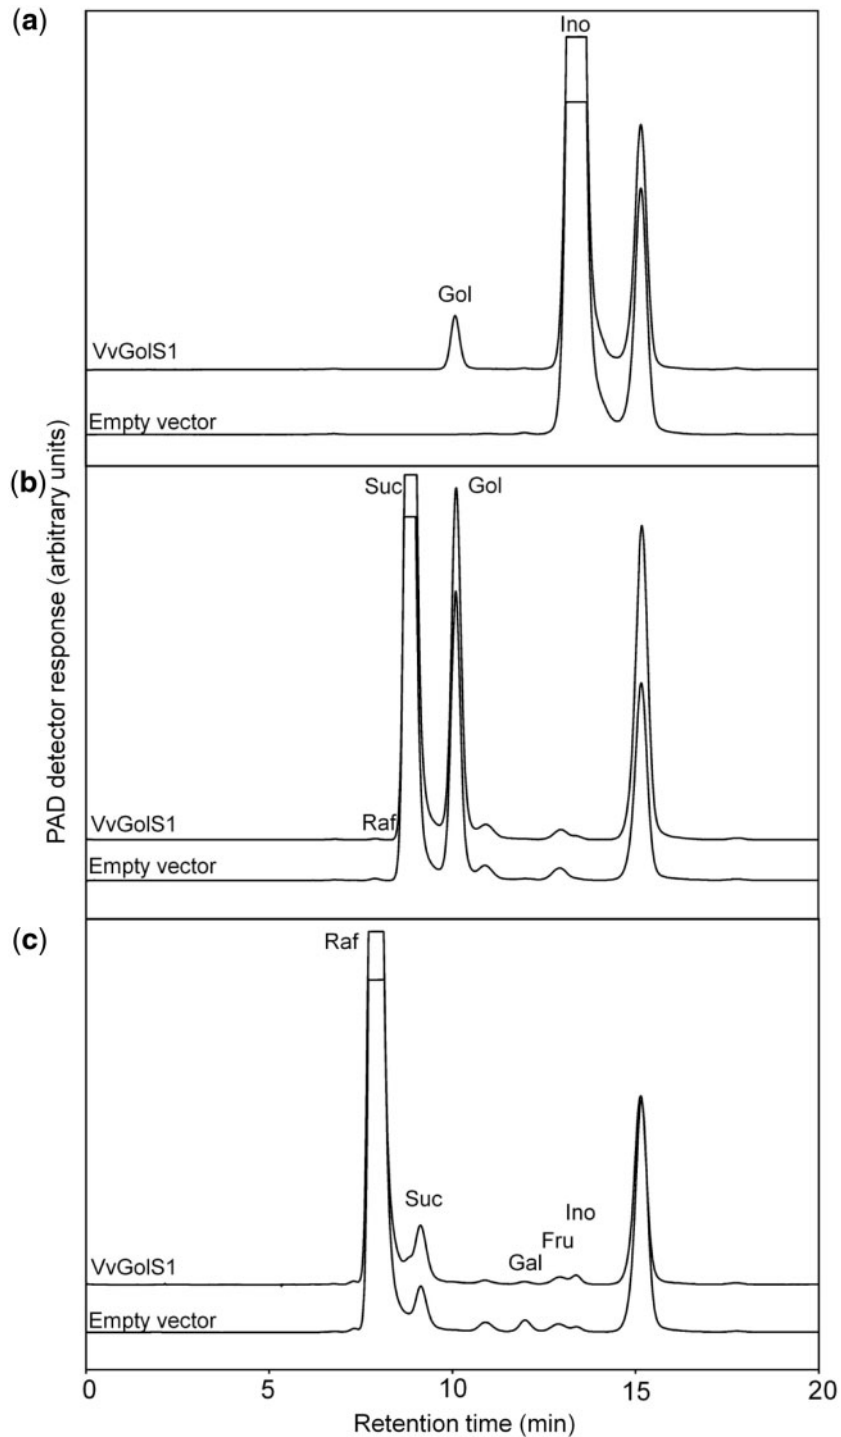 (a)
Ino
Gol
VvGolS1
Empty vector
(b)
Suc
Gol
VvGolS1
Raf
Empty vector
(c)
Raf
Suc
Ino
Fru
Gal
VvGolS1
Empty vector
PAD detector response (arbitrary units)
0 5 10 15 20
Retention time (min)